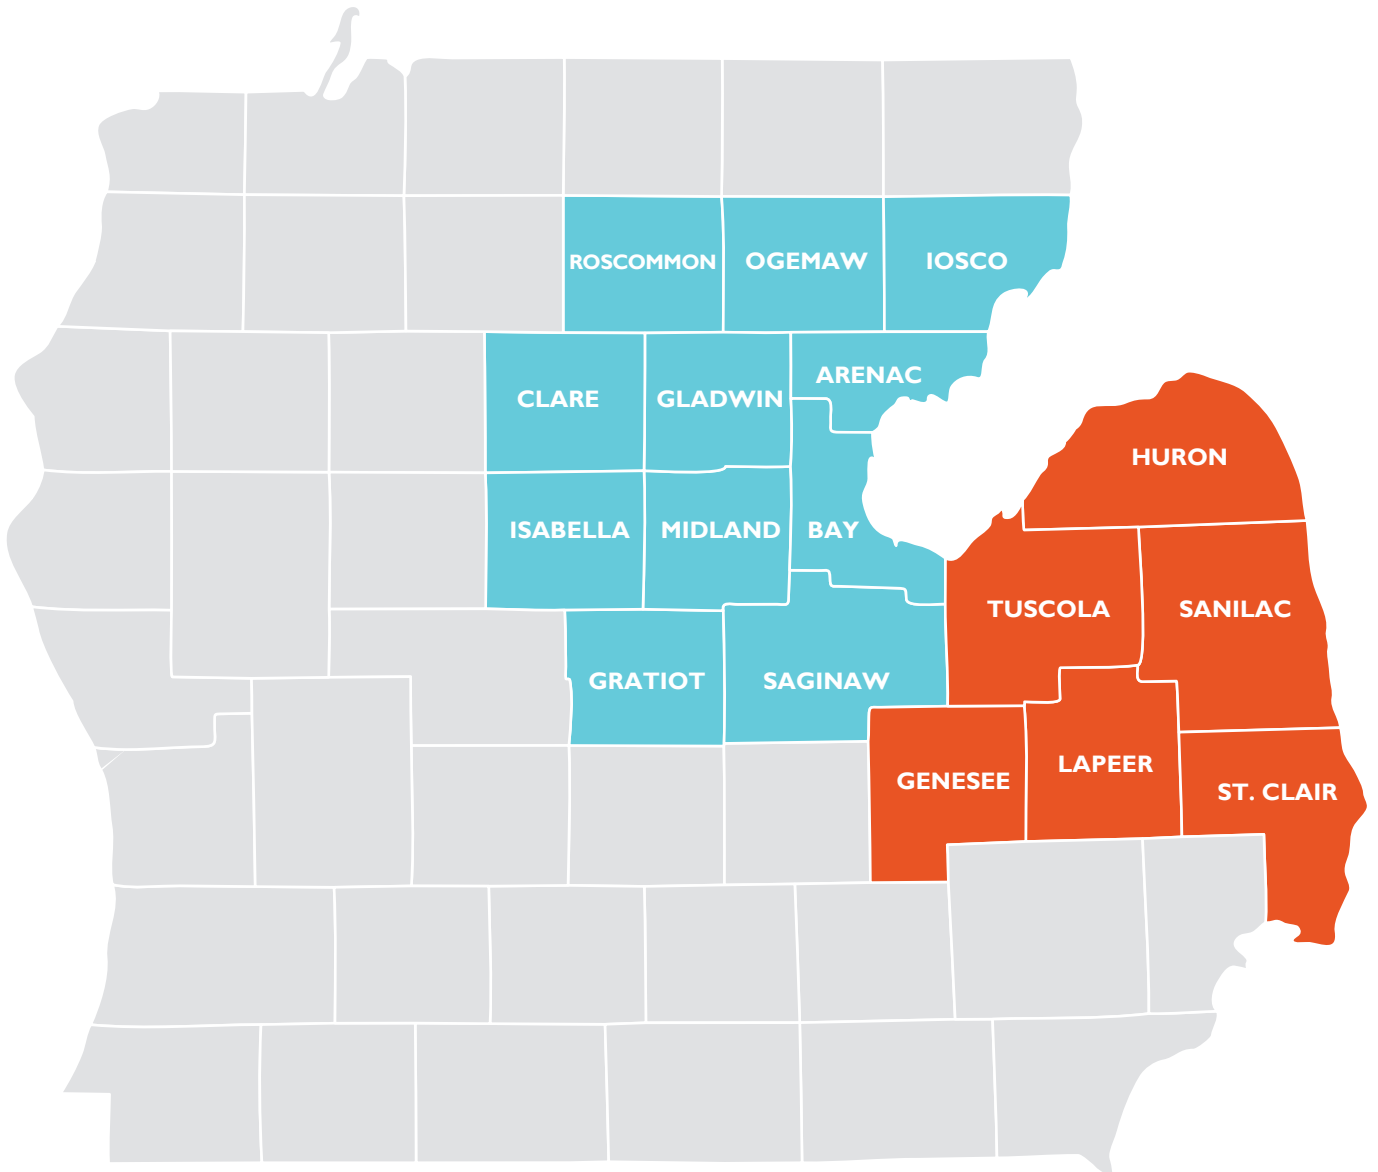 ROSCOMMON
OGEMAW
IOSCO
CLARE
GLADWIN
ARENAC
HURON
ISABELLA
MIDLAND
BAY
TUSCOLA
SANILAC
GRATIOT
SAGINAW
GENESEE
LAPEER
ST. CLAIR